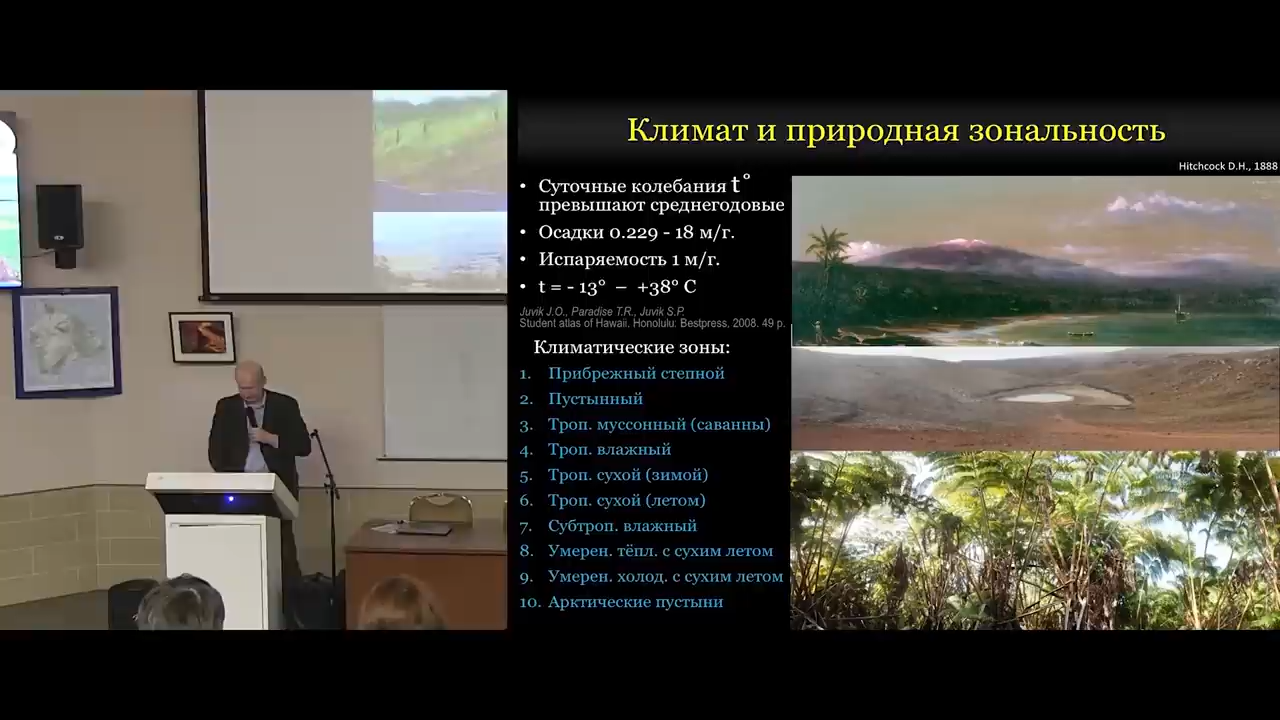 Климат и природная зональность
Hitchcock D.H., 1888
• Суточные колебания t°
превышают среднегодовые
• Осадки 0.229 - 18 м/г.
• Испаряемость 1 м/г.
• t = - 13° – +38° C
Juvik J.O., Paradise T.R., Juvik S.P.
Student atlas of Hawaii. Honolulu: Bestpress, 2008. 49 p.
Климатические зоны:
1. Прибрежный степной
2. Пустынный
3. Троп. муссонный (саванны)
4. Троп. влажный
5. Троп. сухой (зимой)
6. Троп. сухой (летом)
7. Субтроп. влажный
8. Умерен. тёпл. с сухим летом
9. Умерен. холод. с сухим летом
10. Арктические пустыни